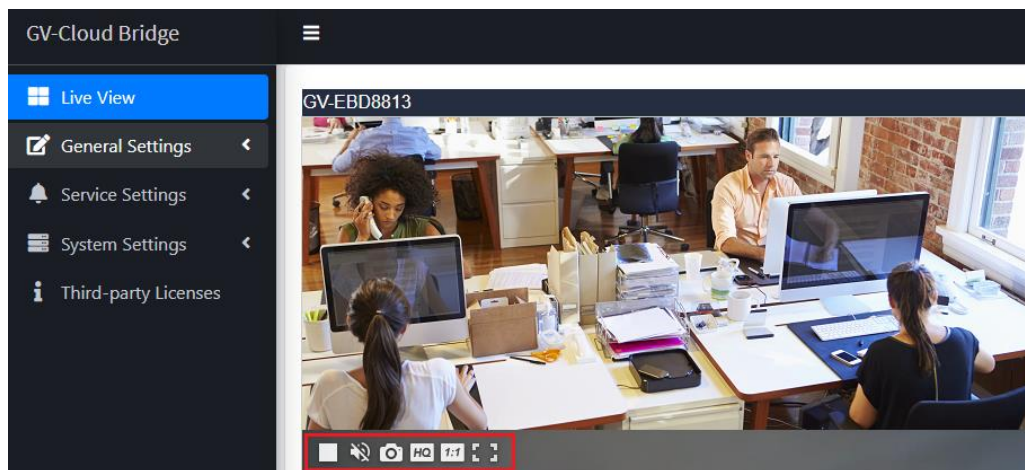 GV-Cloud Bridge
Live View
General Settings
Service Settings
System Settings
Third-party Licenses
GV-EBD8813
HQ 1:1